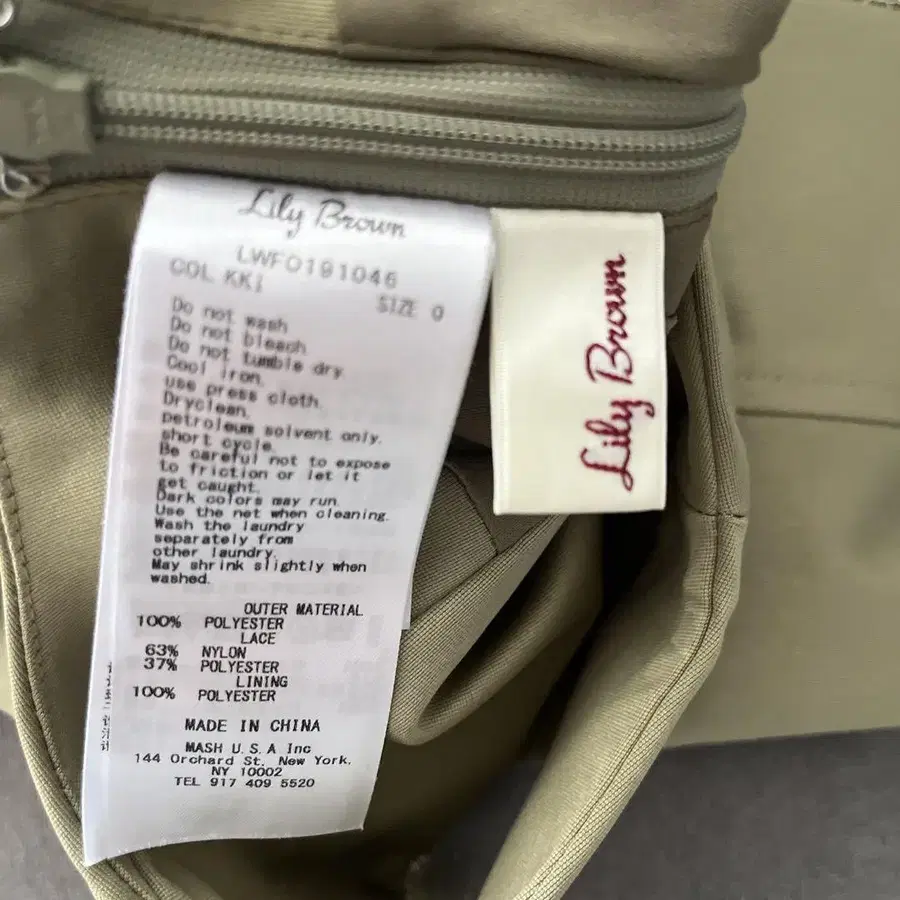 Lily Brown
LWFO191046
COL KKI
SIZE 0
Do not wash
Do not bleach
Do not tumble dry
Cool iron.
use press cloth.
Dryclean.
petroleum solvent only.
short cycle.
Be careful not to expose
to friction or let it
get caught.
Dark colors may run.
Use the net when cleaning.
Wash the laundry
separately from
other laundry.
May shrink slightly when
washed.
OUTER MATERIAL
100% POLYESTER
LACE
63% NYLON
37% POLYESTER
LINING
100% POLYESTER
MADE IN CHINA
MASH U.S.A Inc
144 Orchard St. New York.
NY 10002
TEL 917 409 5520
Lily Brown